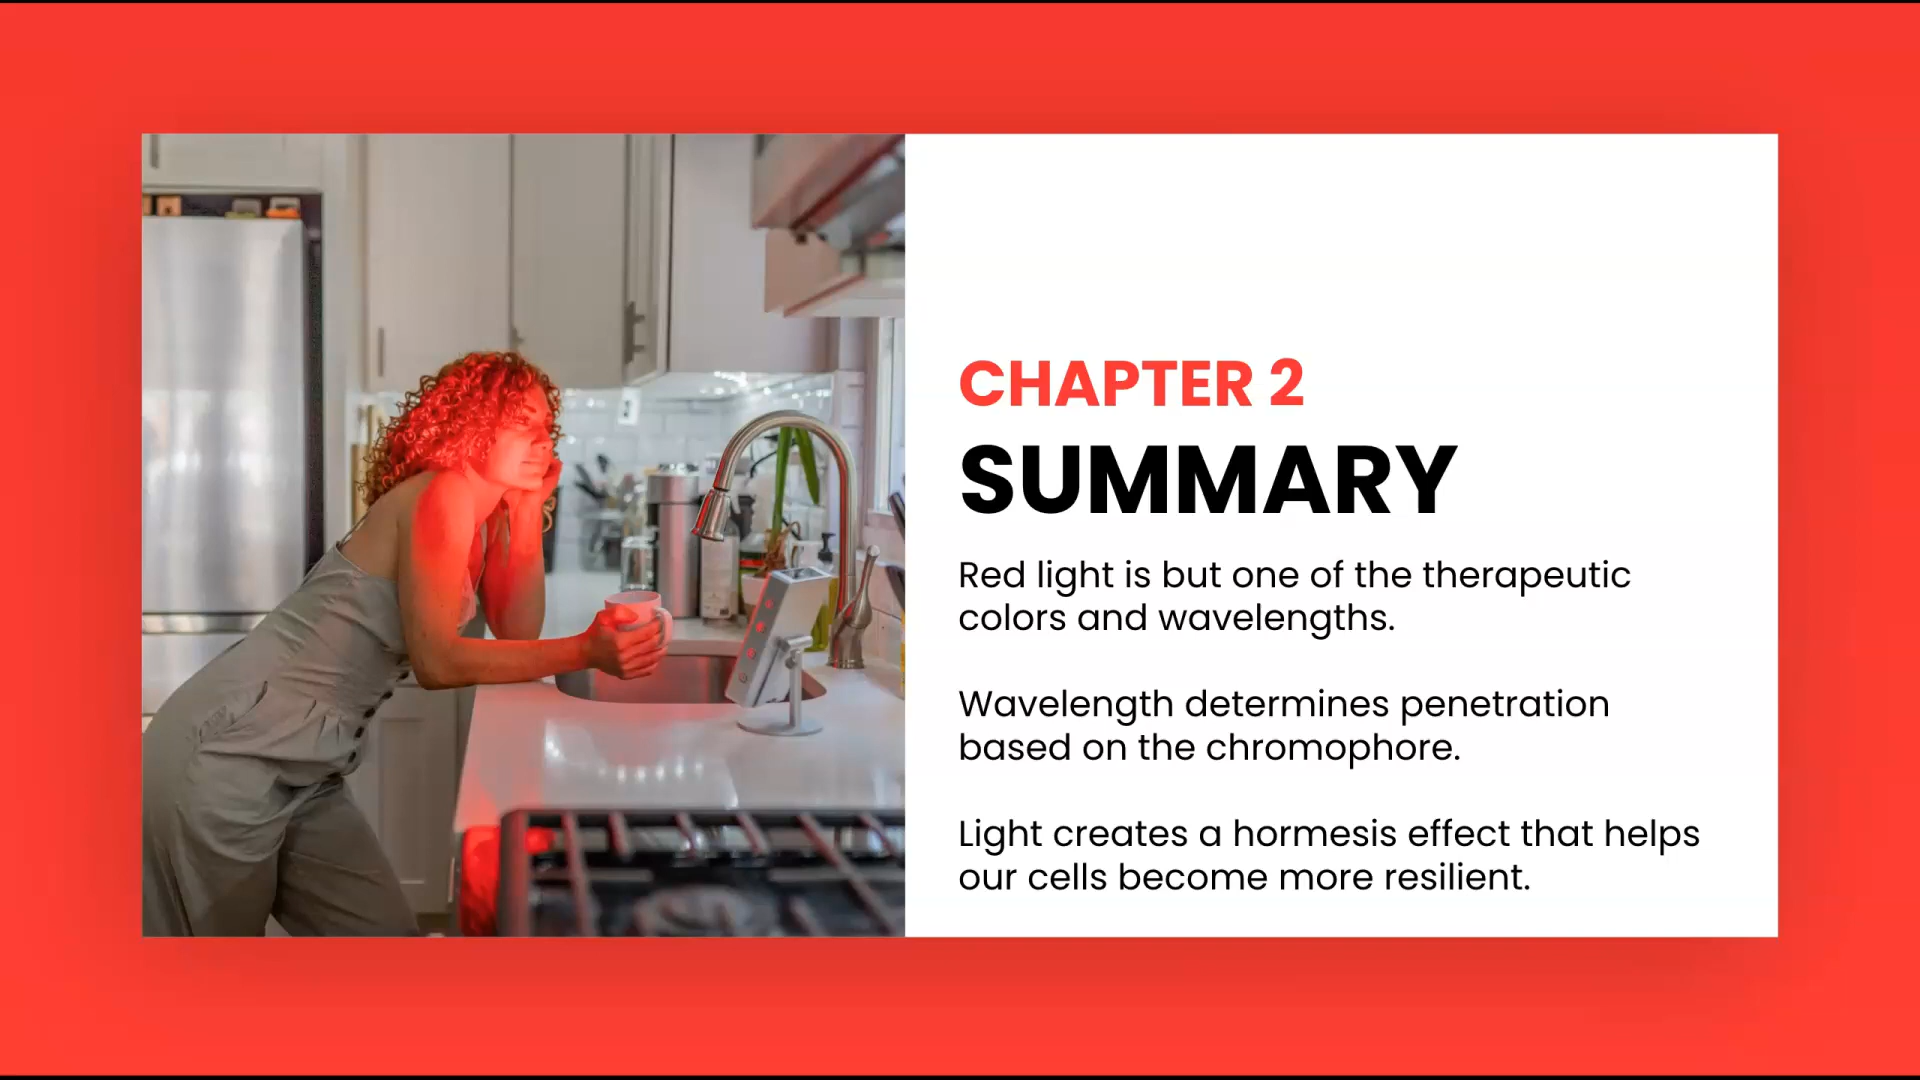 CHAPTER 2
SUMMARY
Red light is but one of the therapeutic
colors and wavelengths.
Wavelength determines penetration
based on the chromophore.
Light creates a hormesis effect that helps
our cells become more resilient.